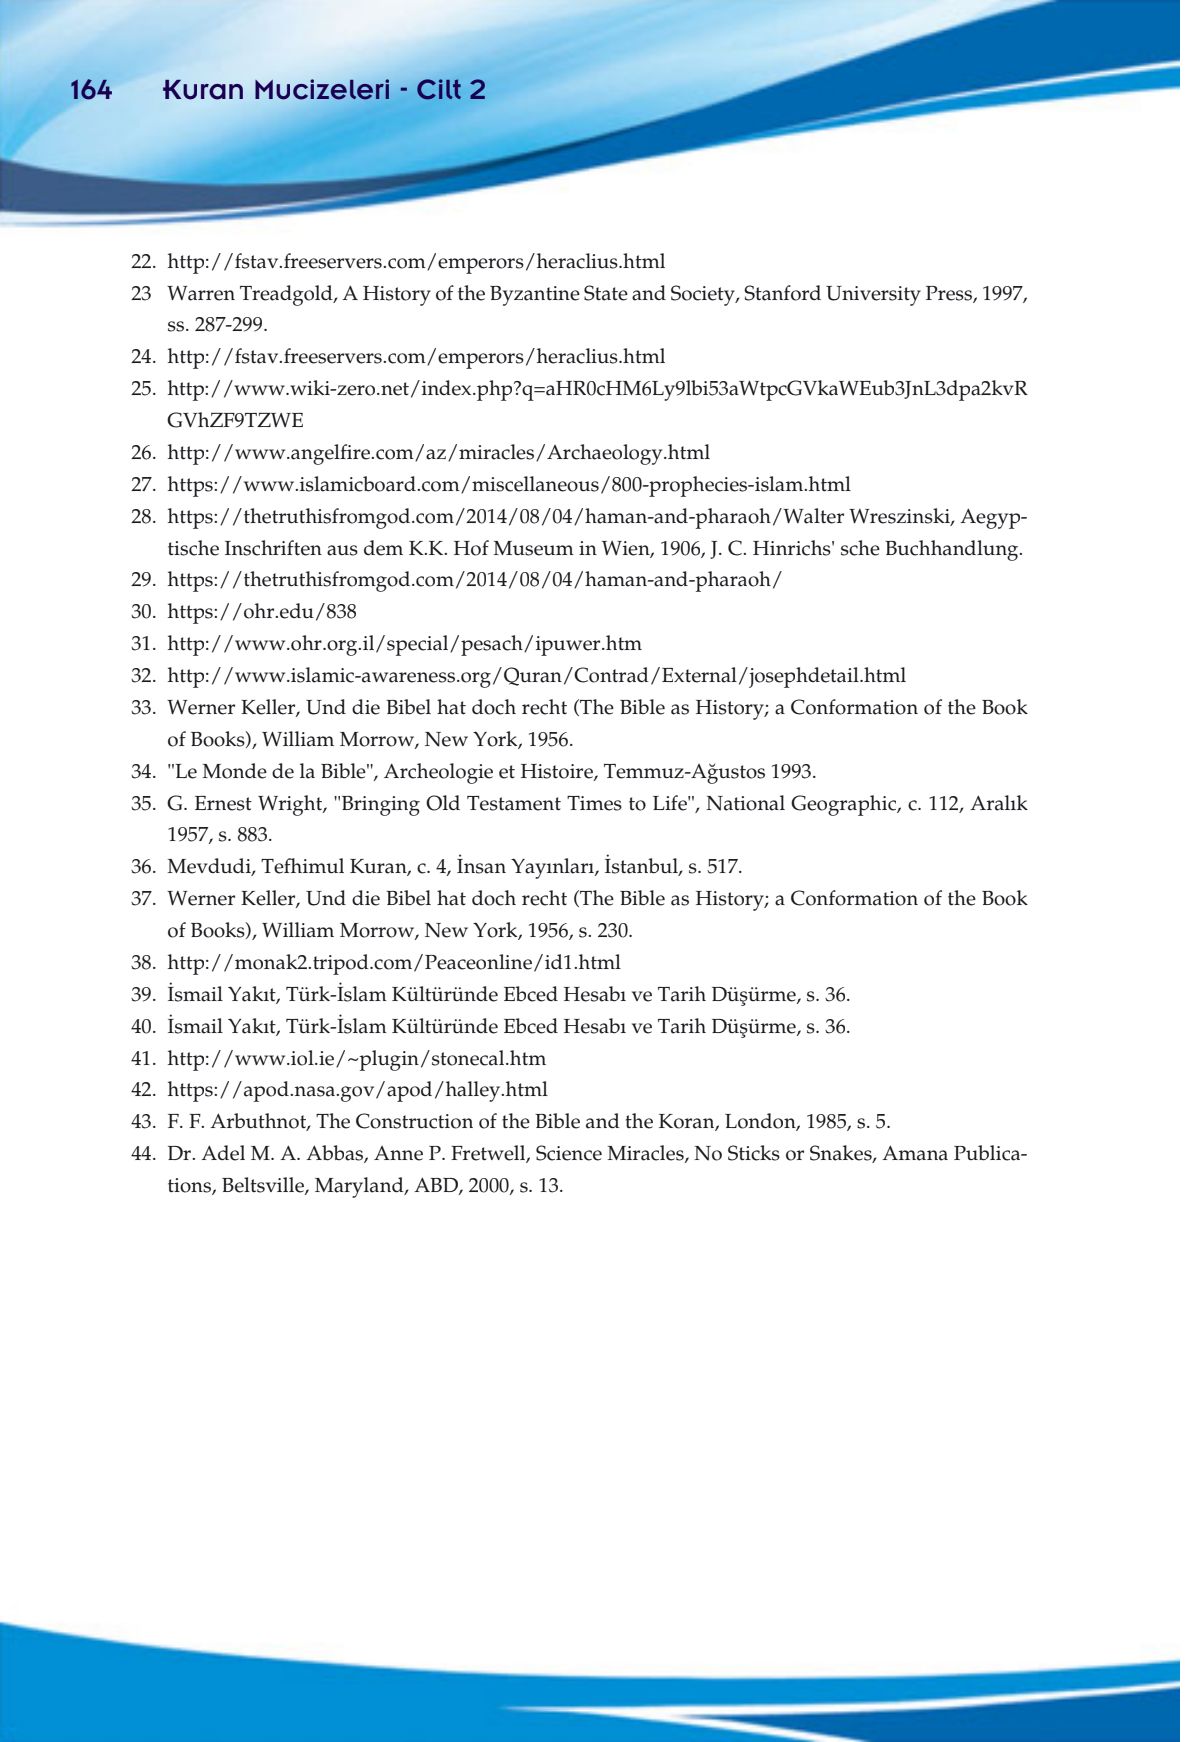 164 Kuran Mucizeleri - Cilt 2
22. http://fstav.freeservers.com/emperors/heraclius.html
23 Warren Treadgold, A History of the Byzantine State and Society, Stanford University Press, 1997,
ss. 287-299.
24. http://fstav.freeservers.com/emperors/heraclius.html
25. http://www.wiki-zero.net/index.php?q=aHR0cHM6Ly9lbi53aWtpcGVkaWEub3JnL3dpa2kvR
GVhZF9TZWE
26. http://www.angelfire.com/az/miracles/Archaeology.html
27. https://www.islamicboard.com/miscellaneous/800-prophecies-islam.html
28. https://thetruthisfromgod.com/2014/08/04/haman-and-pharaoh/Walter Wreszinski, Aegyp-
tische Inschriften aus dem K.K. Hof Museum in Wien, 1906, J. C. Hinrichs' sche Buchhandlung.
29. https://thetruthisfromgod.com/2014/08/04/haman-and-pharaoh/
30. https://ohr.edu/838
31. http://www.ohr.org.il/special/pesach/ipuwer.htm
32. http://www.islamic-awareness.org/Quran/Contrad/External/josephdetail.html
33. Werner Keller, Und die Bibel hat doch recht (The Bible as History; a Conformation of the Book
of Books), William Morrow, New York, 1956.
34. "Le Monde de la Bible", Archeologie et Histoire, Temmuz-Ağustos 1993.
35. G. Ernest Wright, "Bringing Old Testament Times to Life", National Geographic, c. 112, Aralık
1957, s. 883.
36. Mevdudi, Tefhimul Kuran, c. 4, İnsan Yayınları, İstanbul, s. 517.
37. Werner Keller, Und die Bibel hat doch recht (The Bible as History; a Conformation of the Book
of Books), William Morrow, New York, 1956, s. 230.
38. http://monak2.tripod.com/Peaceonline/id1.html
39. İsmail Yakıt, Türk-İslam Kültüründe Ebced Hesabı ve Tarih Düşürme, s. 36.
40. İsmail Yakıt, Türk-İslam Kültüründe Ebced Hesabı ve Tarih Düşürme, s. 36.
41. http://www.iol.ie/~plugin/stonecal.htm
42. https://apod.nasa.gov/apod/halley.html
43. F. F. Arbuthnot, The Construction of the Bible and the Koran, London, 1985, s. 5.
44. Dr. Adel M. A. Abbas, Anne P. Fretwell, Science Miracles, No Sticks or Snakes, Amana Publica-
tions, Beltsville, Maryland, ABD, 2000, s. 13.